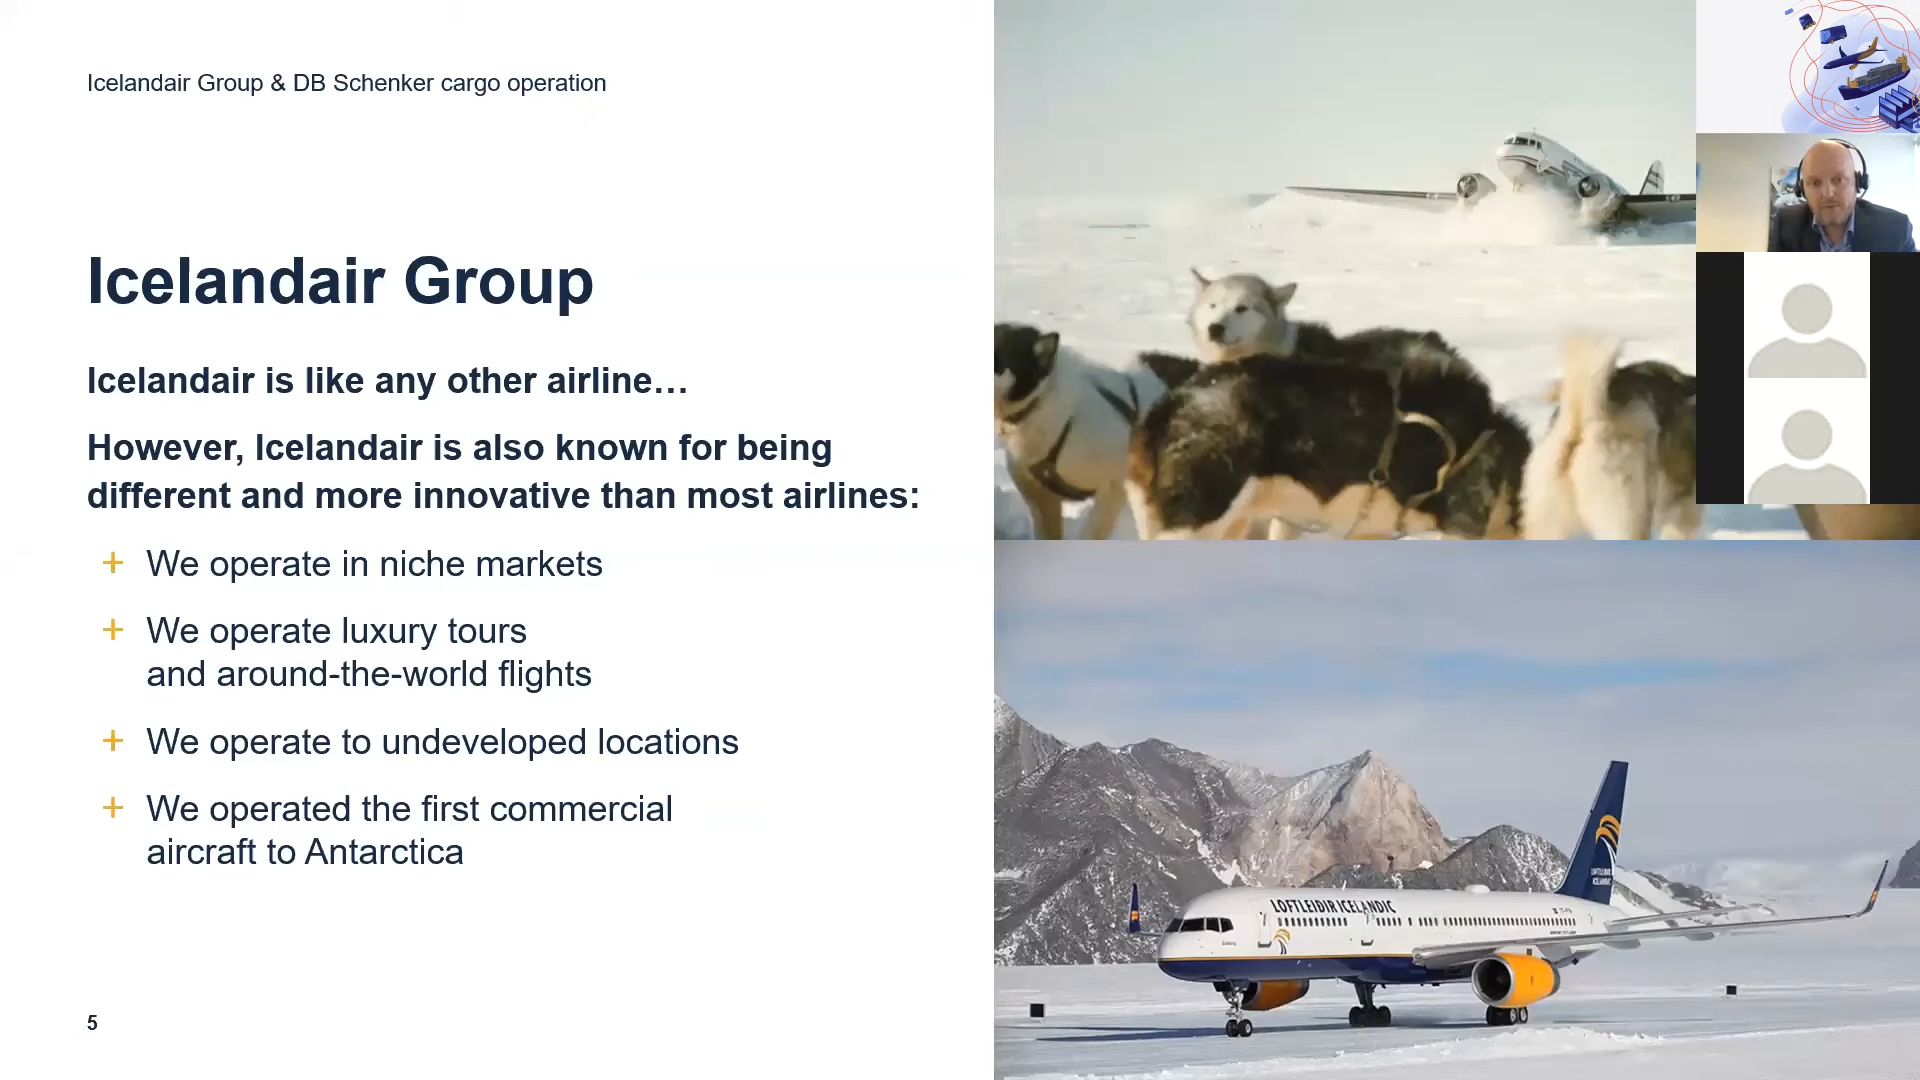 Icelandair Group & DB Schenker cargo operation
Icelandair Group
Icelandair is like any other airline…
However, Icelandair is also known for being
different and more innovative than most airlines:
+ We operate in niche markets
+ We operate luxury tours
and around-the-world flights
+ We operate to undeveloped locations
+ We operated the first commercial
aircraft to Antarctica
5
LOFTLEIDIR ICELANDIC
LOFTLEIDIR
ICELANDIC